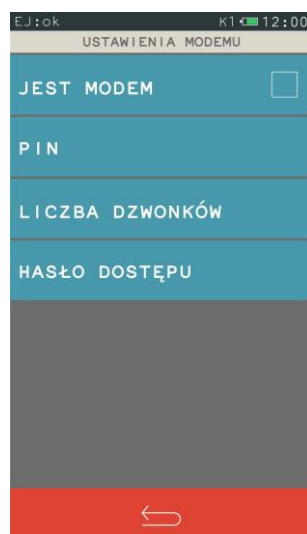 EJ:ok K1 12:00
USTAWIENIA MODEMU
JEST MODEM
PIN
LICZBA DZWONKÓW
HASŁO DOSTĘPU